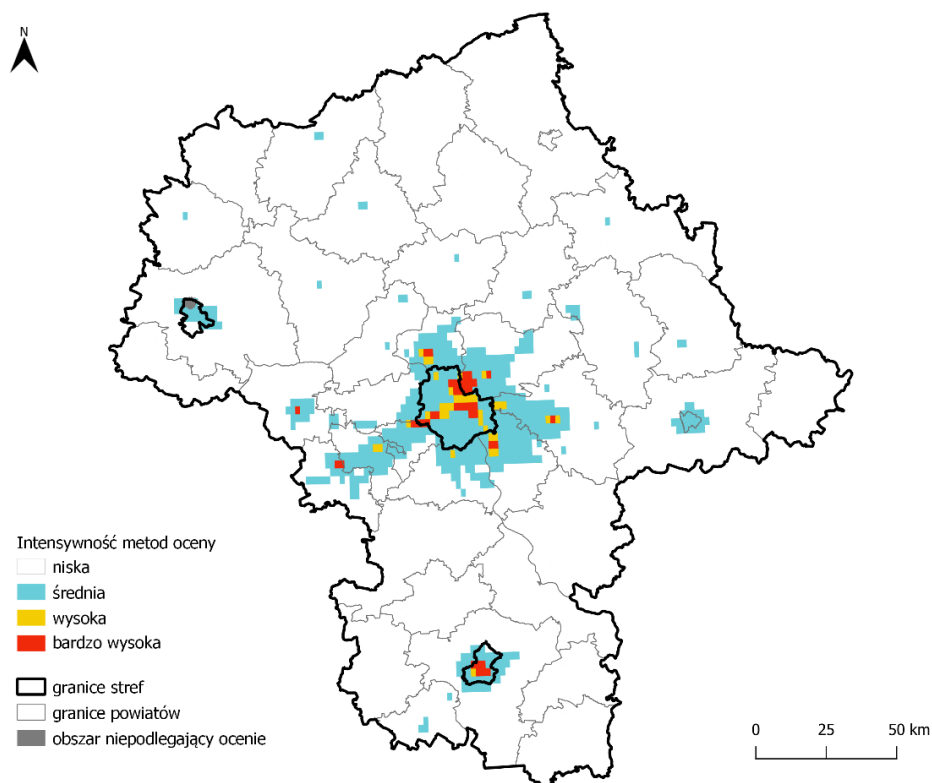 N
Intensywność metod oceny
niska
średnia
wysoka
bardzo wysoka
granice stref
granice powiatów
obszar niepodlegający ocenie
0 25 50 km